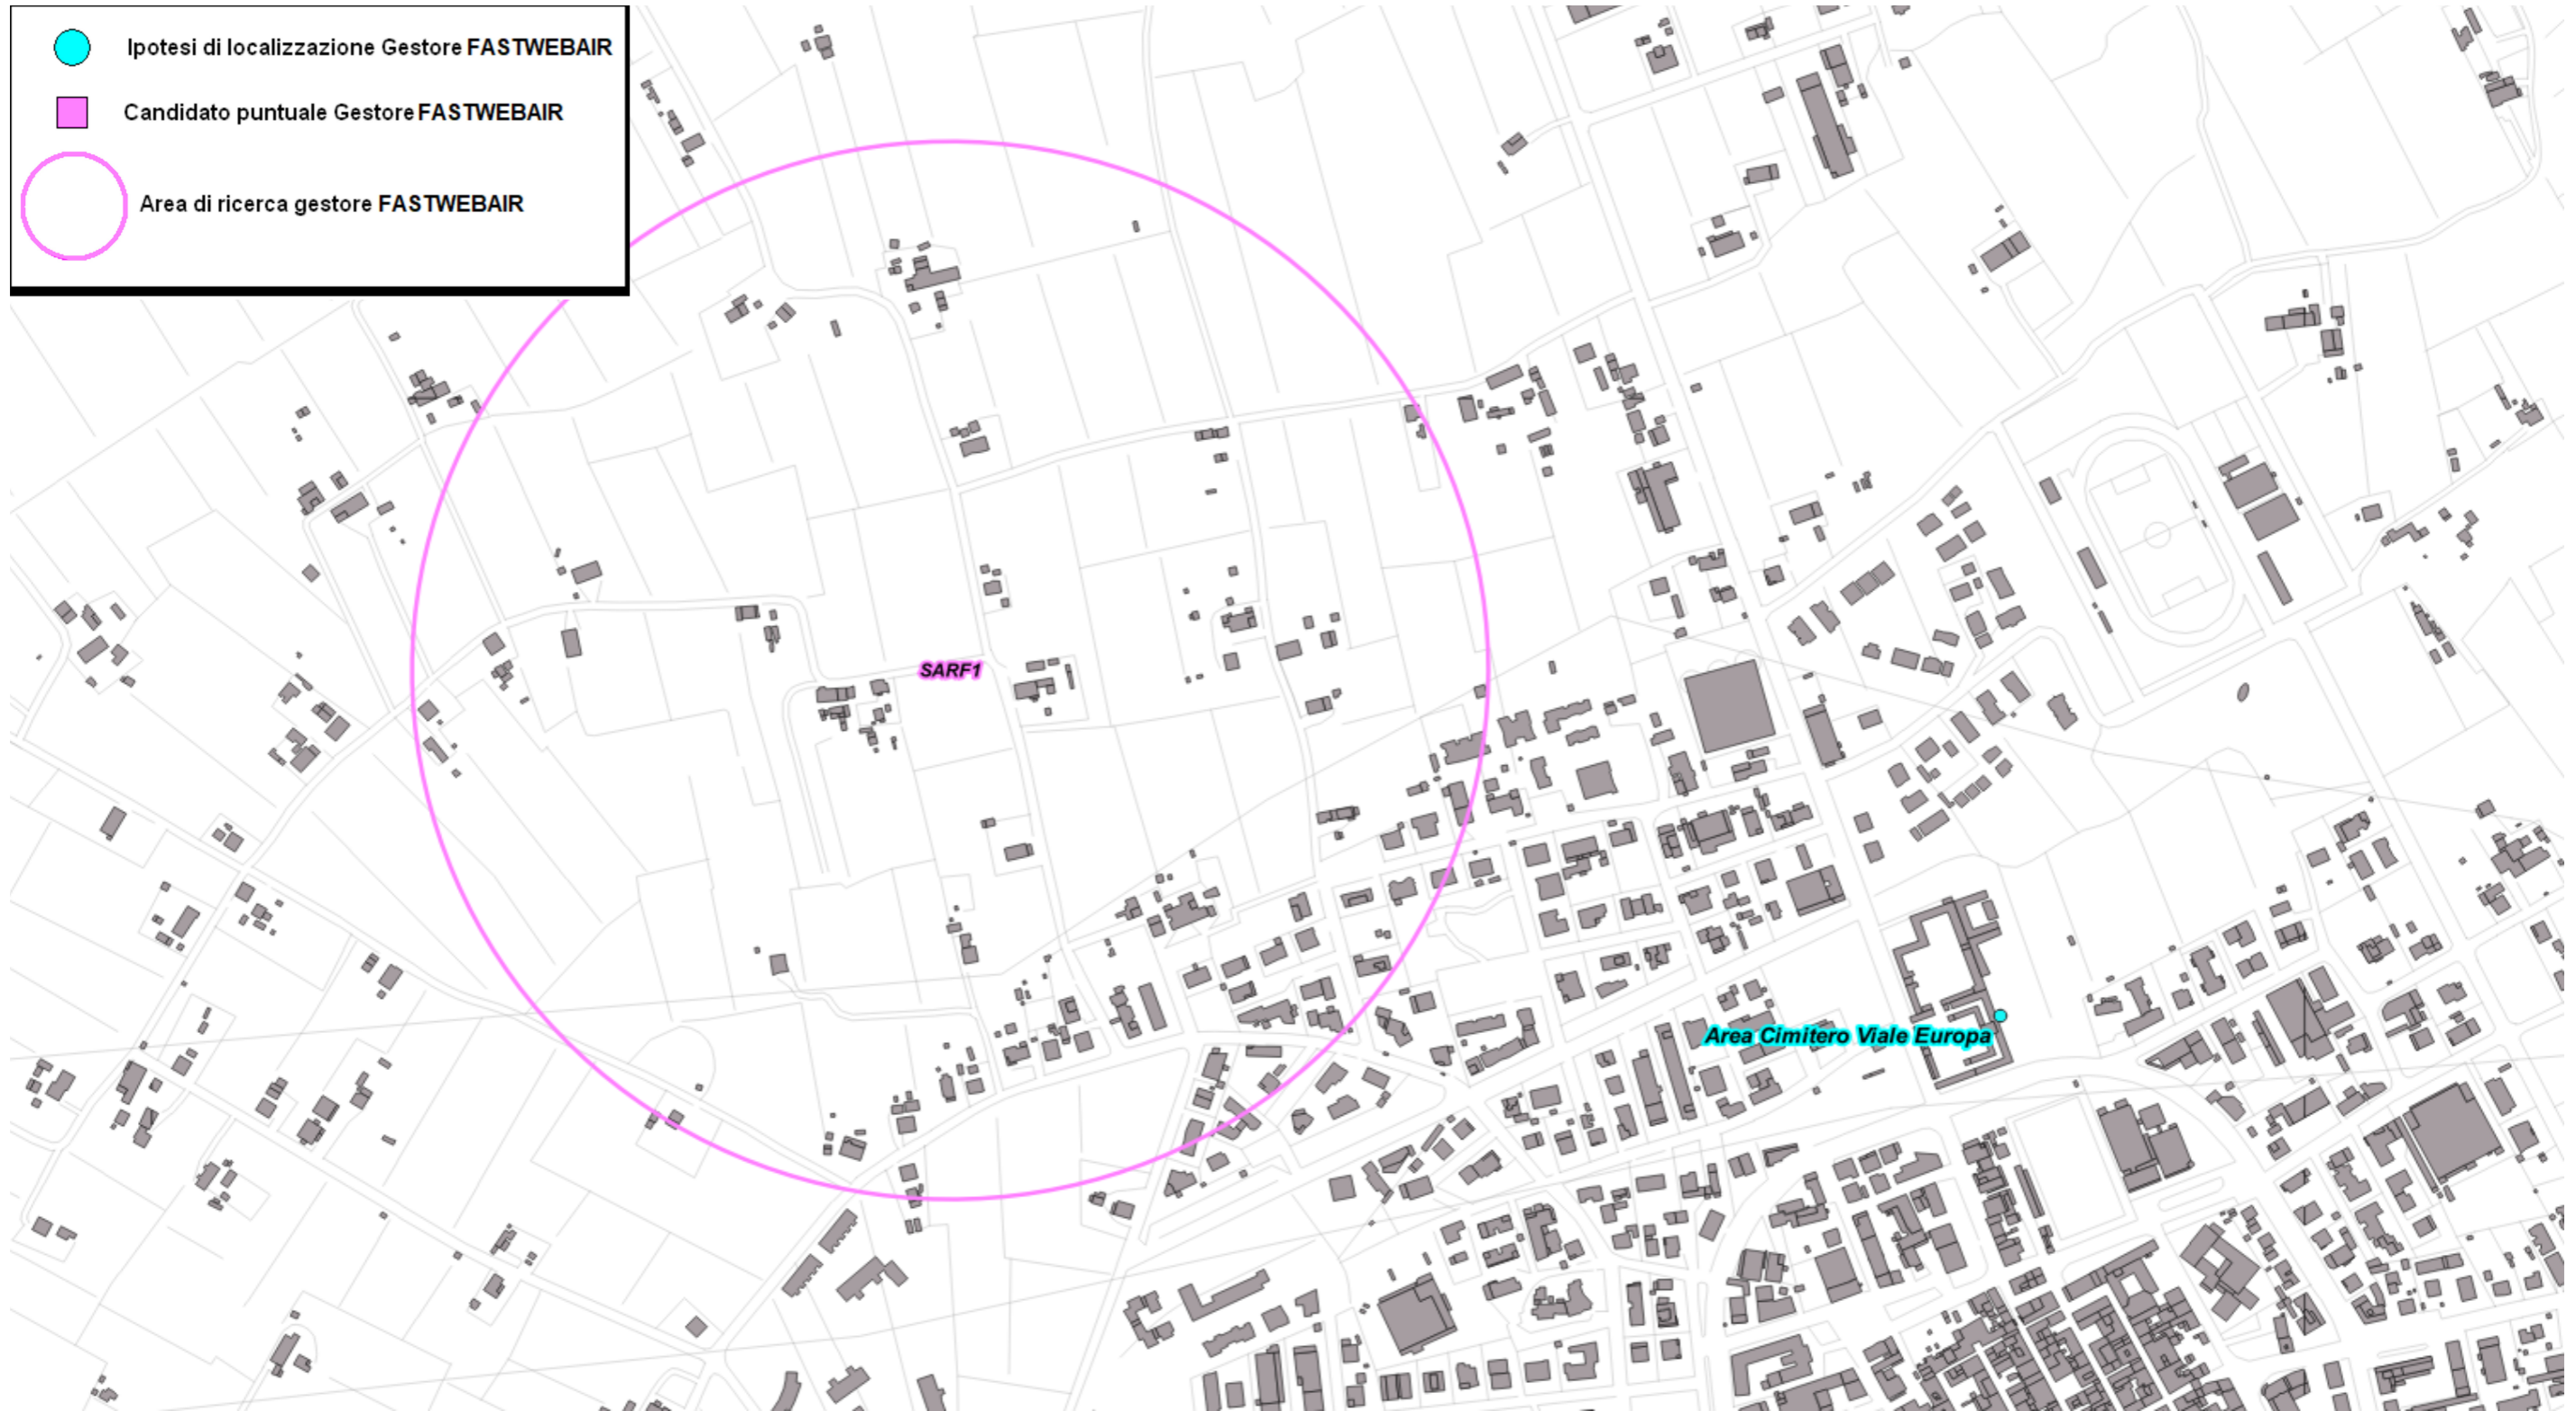 Ipotesi di localizzazione Gestore FASTWEBAIR
Candidato puntuale Gestore FASTWEBAIR
Area di ricerca gestore FASTWEBAIR
SARF1
Area Cimitero Viale Europa